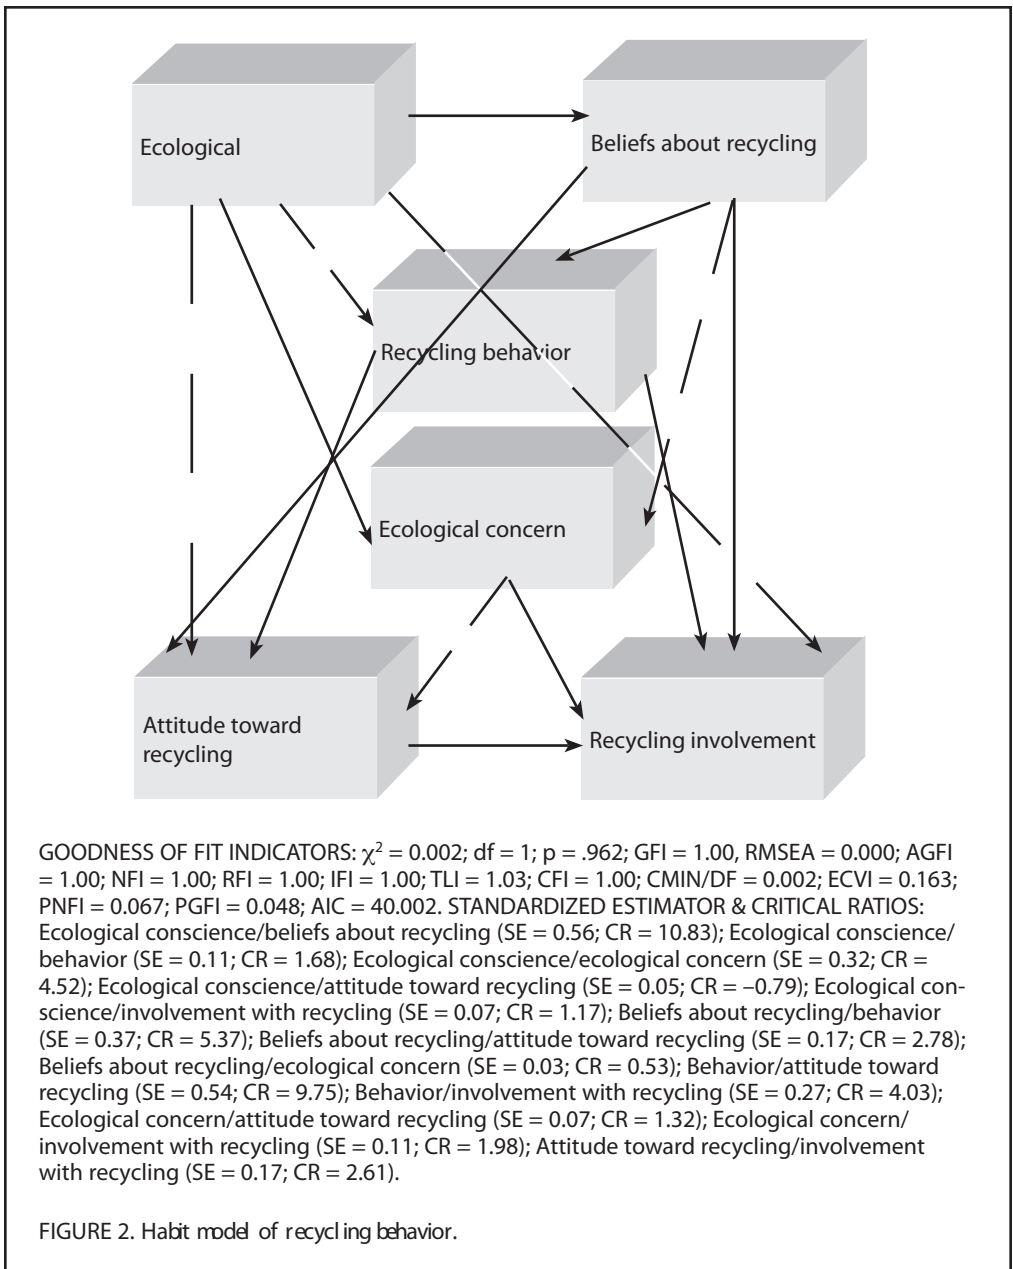 Ecological
Beliefs about recycling
Recycling behavior
Ecological concern
Attitude toward
recycling
Recycling involvement
GOODNESS OF FIT INDICATORS: χ² = 0.002; df = 1; p = .962; GFI = 1.00, RMSEA = 0.000; AGFI
= 1.00; NFI = 1.00; RFI = 1.00; IFI = 1.00; TLI = 1.03; CFI = 1.00; CMIN/DF = 0.002; ECVI = 0.163;
PNFI = 0.067; PGFI = 0.048; AIC = 40.002. STANDARDIZED ESTIMATOR & CRITICAL RATIOS:
Ecological conscience/beliefs about recycling (SE = 0.56; CR = 10.83); Ecological conscience/
behavior (SE = 0.11; CR = 1.68); Ecological conscience/ecological concern (SE = 0.32; CR =
4.52); Ecological conscience/attitude toward recycling (SE = 0.05; CR = –0.79); Ecological con-
science/involvement with recycling (SE = 0.07; CR = 1.17); Beliefs about recycling/behavior
(SE = 0.37; CR = 5.37); Beliefs about recycling/attitude toward recycling (SE = 0.17; CR = 2.78);
Beliefs about recycling/ecological concern (SE = 0.03; CR = 0.53); Behavior/attitude toward
recycling (SE = 0.54; CR = 9.75); Behavior/involvement with recycling (SE = 0.27; CR = 4.03);
Ecological concern/attitude toward recycling (SE = 0.07; CR = 1.32); Ecological concern/
involvement with recycling (SE = 0.11; CR = 1.98); Attitude toward recycling/involvement
with recycling (SE = 0.17; CR = 2.61).
FIGURE 2. Habit model of recycling behavior.